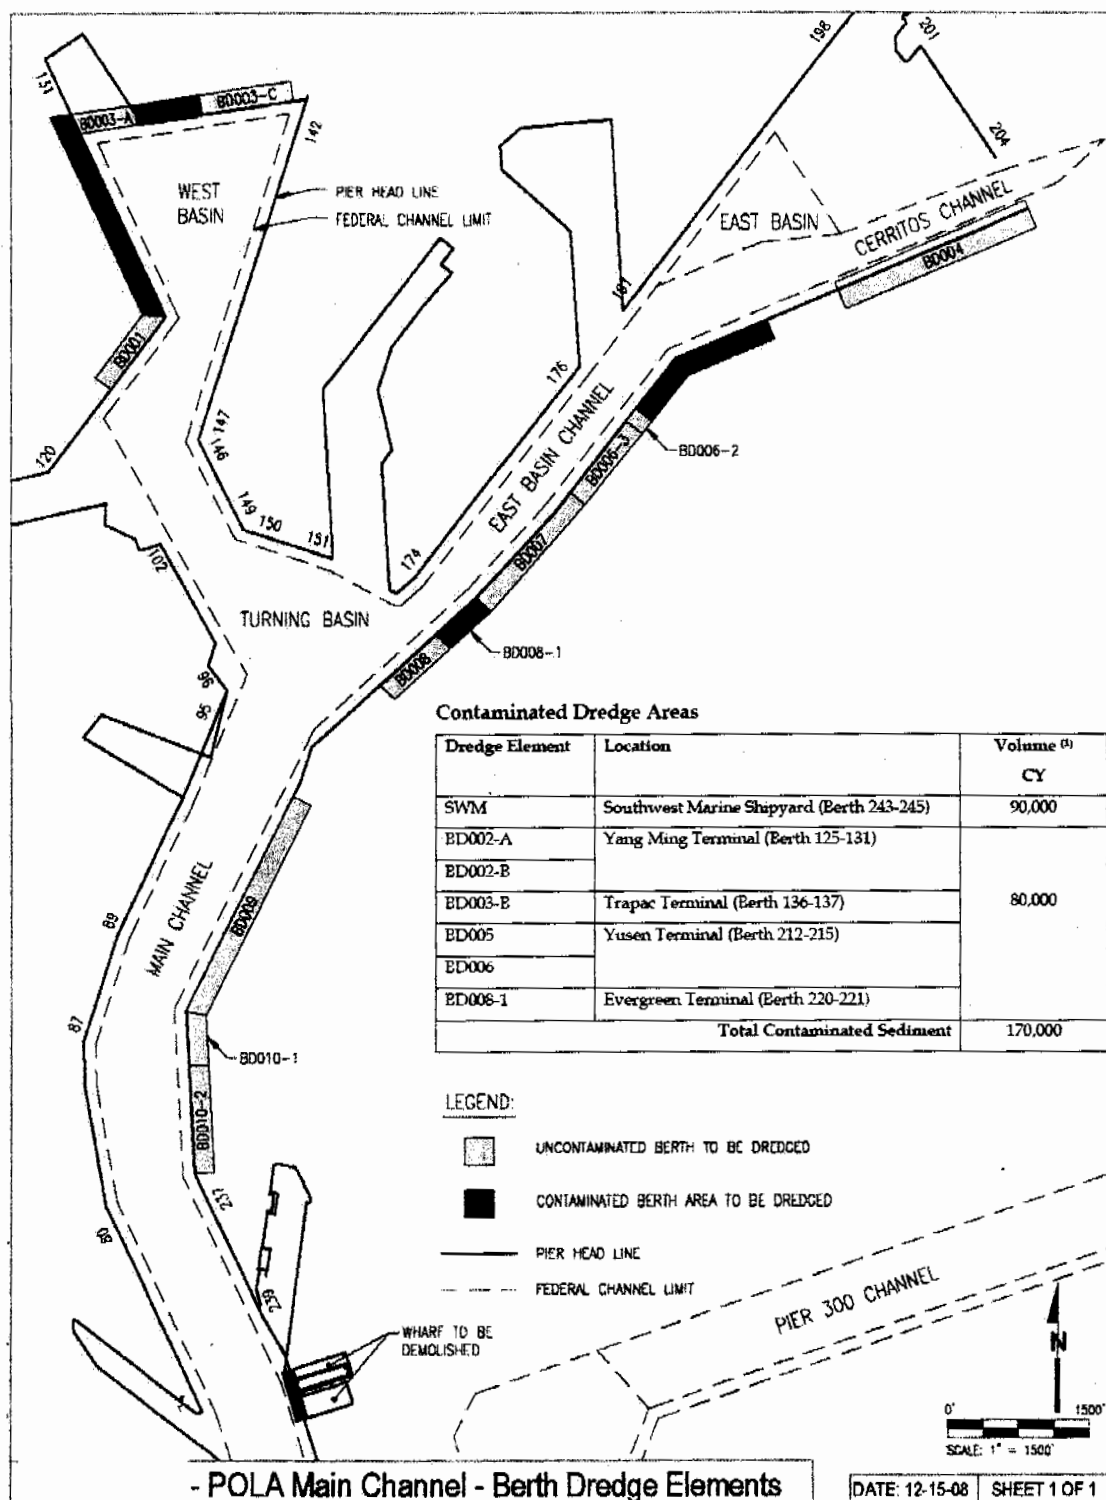 198
201
131
BD003-C
BD003-A
142
204
WEST
BASIN
PIER HEAD LINE
FEDERAL CHANNEL LIMIT
EAST BASIN
CERRITOS CHANNEL
BD004
181
BD001
176
147
146
120
EAST BASIN CHANNEL
BD006-3
BD006-2
149
150
151
174
BD007
102
TURNING BASIN
BD008-1
BD008
96
95
Contaminated Dredge Areas
Dredge Element Location Volume (1)
CY
SWM Southwest Marine Shipyard (Berth 243-245) 90,000
BD002-A Yang Ming Terminal (Berth 125-131)
BD002-B
BD003-B Trapac Terminal (Berth 136-137) 80,000
BD005 Yusen Terminal (Berth 212-215)
BD006
BD008-1 Evergreen Terminal (Berth 220-221)
Total Contaminated Sediment 170,000
MAIN CHANNEL
BD009
89
87
BD010-1
BD010-2
LEGEND:
UNCONTAMINATED BERTH TO BE DREDGED
CONTAMINATED BERTH AREA TO BE DREDGED
PIER HEAD LINE
FEDERAL CHANNEL LIMIT
237
80
239
WHARF TO BE
DEMOLISHED
PIER 300 CHANNEL
N
0' 1500'
SCALE: 1" = 1500'
- POLA Main Channel - Berth Dredge Elements
DATE: 12-15-08 SHEET 1 OF 1